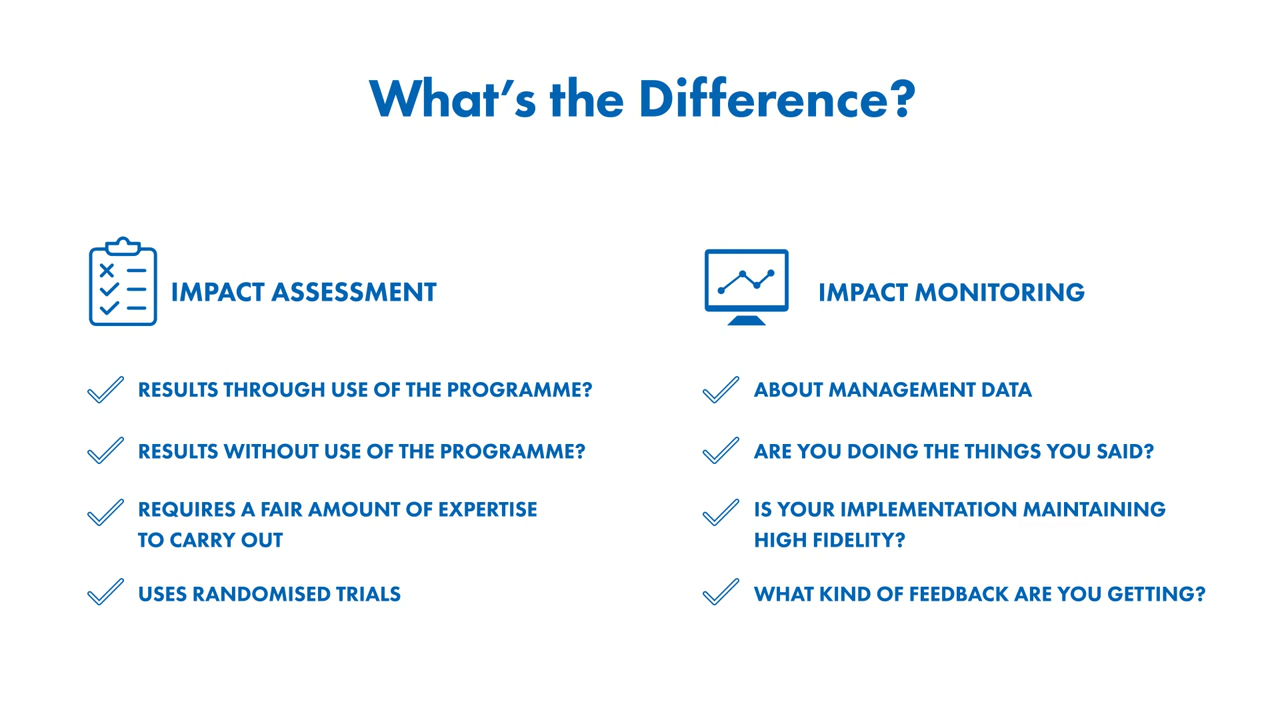 What's the Difference?
IMPACT ASSESSMENT
RESULTS THROUGH USE OF THE PROGRAMME?
RESULTS WITHOUT USE OF THE PROGRAMME?
REQUIRES A FAIR AMOUNT OF EXPERTISE
TO CARRY OUT
USES RANDOMISED TRIALS
IMPACT MONITORING
ABOUT MANAGEMENT DATA
ARE YOU DOING THE THINGS YOU SAID?
IS YOUR IMPLEMENTATION MAINTAINING
HIGH FIDELITY?
WHAT KIND OF FEEDBACK ARE YOU GETTING?